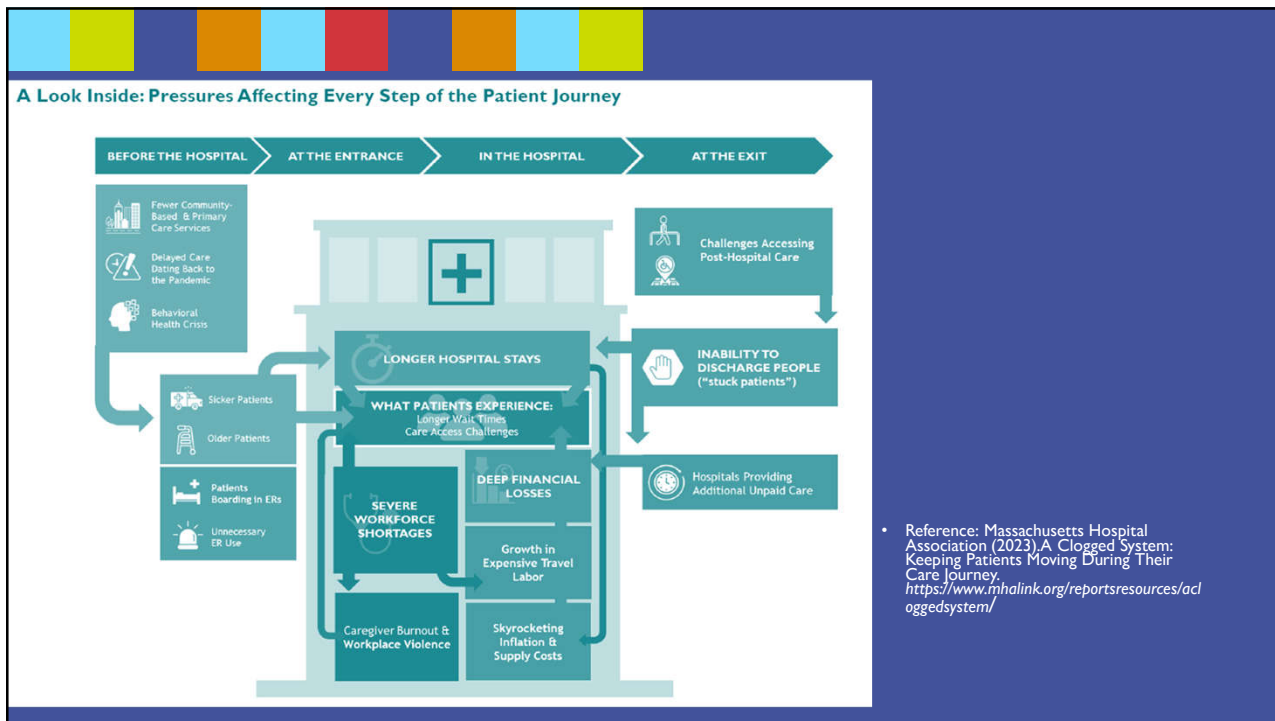 A Look Inside: Pressures Affecting Every Step of the Patient Journey
BEFORE THE HOSPITAL
AT THE ENTRANCE
IN THE HOSPITAL
AT THE EXIT
Fewer Community-
Based & Primary
Care Services
Delayed Care
Dating Back to
the Pandemic
Behavioral
Health Crisis
Sicker Patients
Older Patients
Patients
Boarding in ERs
Unnecessary
ER Use
LONGER HOSPITAL STAYS
WHAT PATIENTS EXPERIENCE:
Longer Wait Times
Care Access Challenges
SEVERE
WORKFORCE
SHORTAGES
Caregiver Burnout &
Workplace Violence
DEEP FINANCIAL
LOSSES
Growth in
Expensive Travel
Labor
Skyrocketing
Inflation &
Supply Costs
Challenges Accessing
Post-Hospital Care
INABILITY TO
DISCHARGE PEOPLE
("stuck patients")
Hospitals Providing
Additional Unpaid Care
• Reference: Massachusetts Hospital
Association (2023).A Clogged System:
Keeping Patients Moving During Their
Care Journey.
https://www.mhalink.org/reportsresources/acl
oggedsystem/